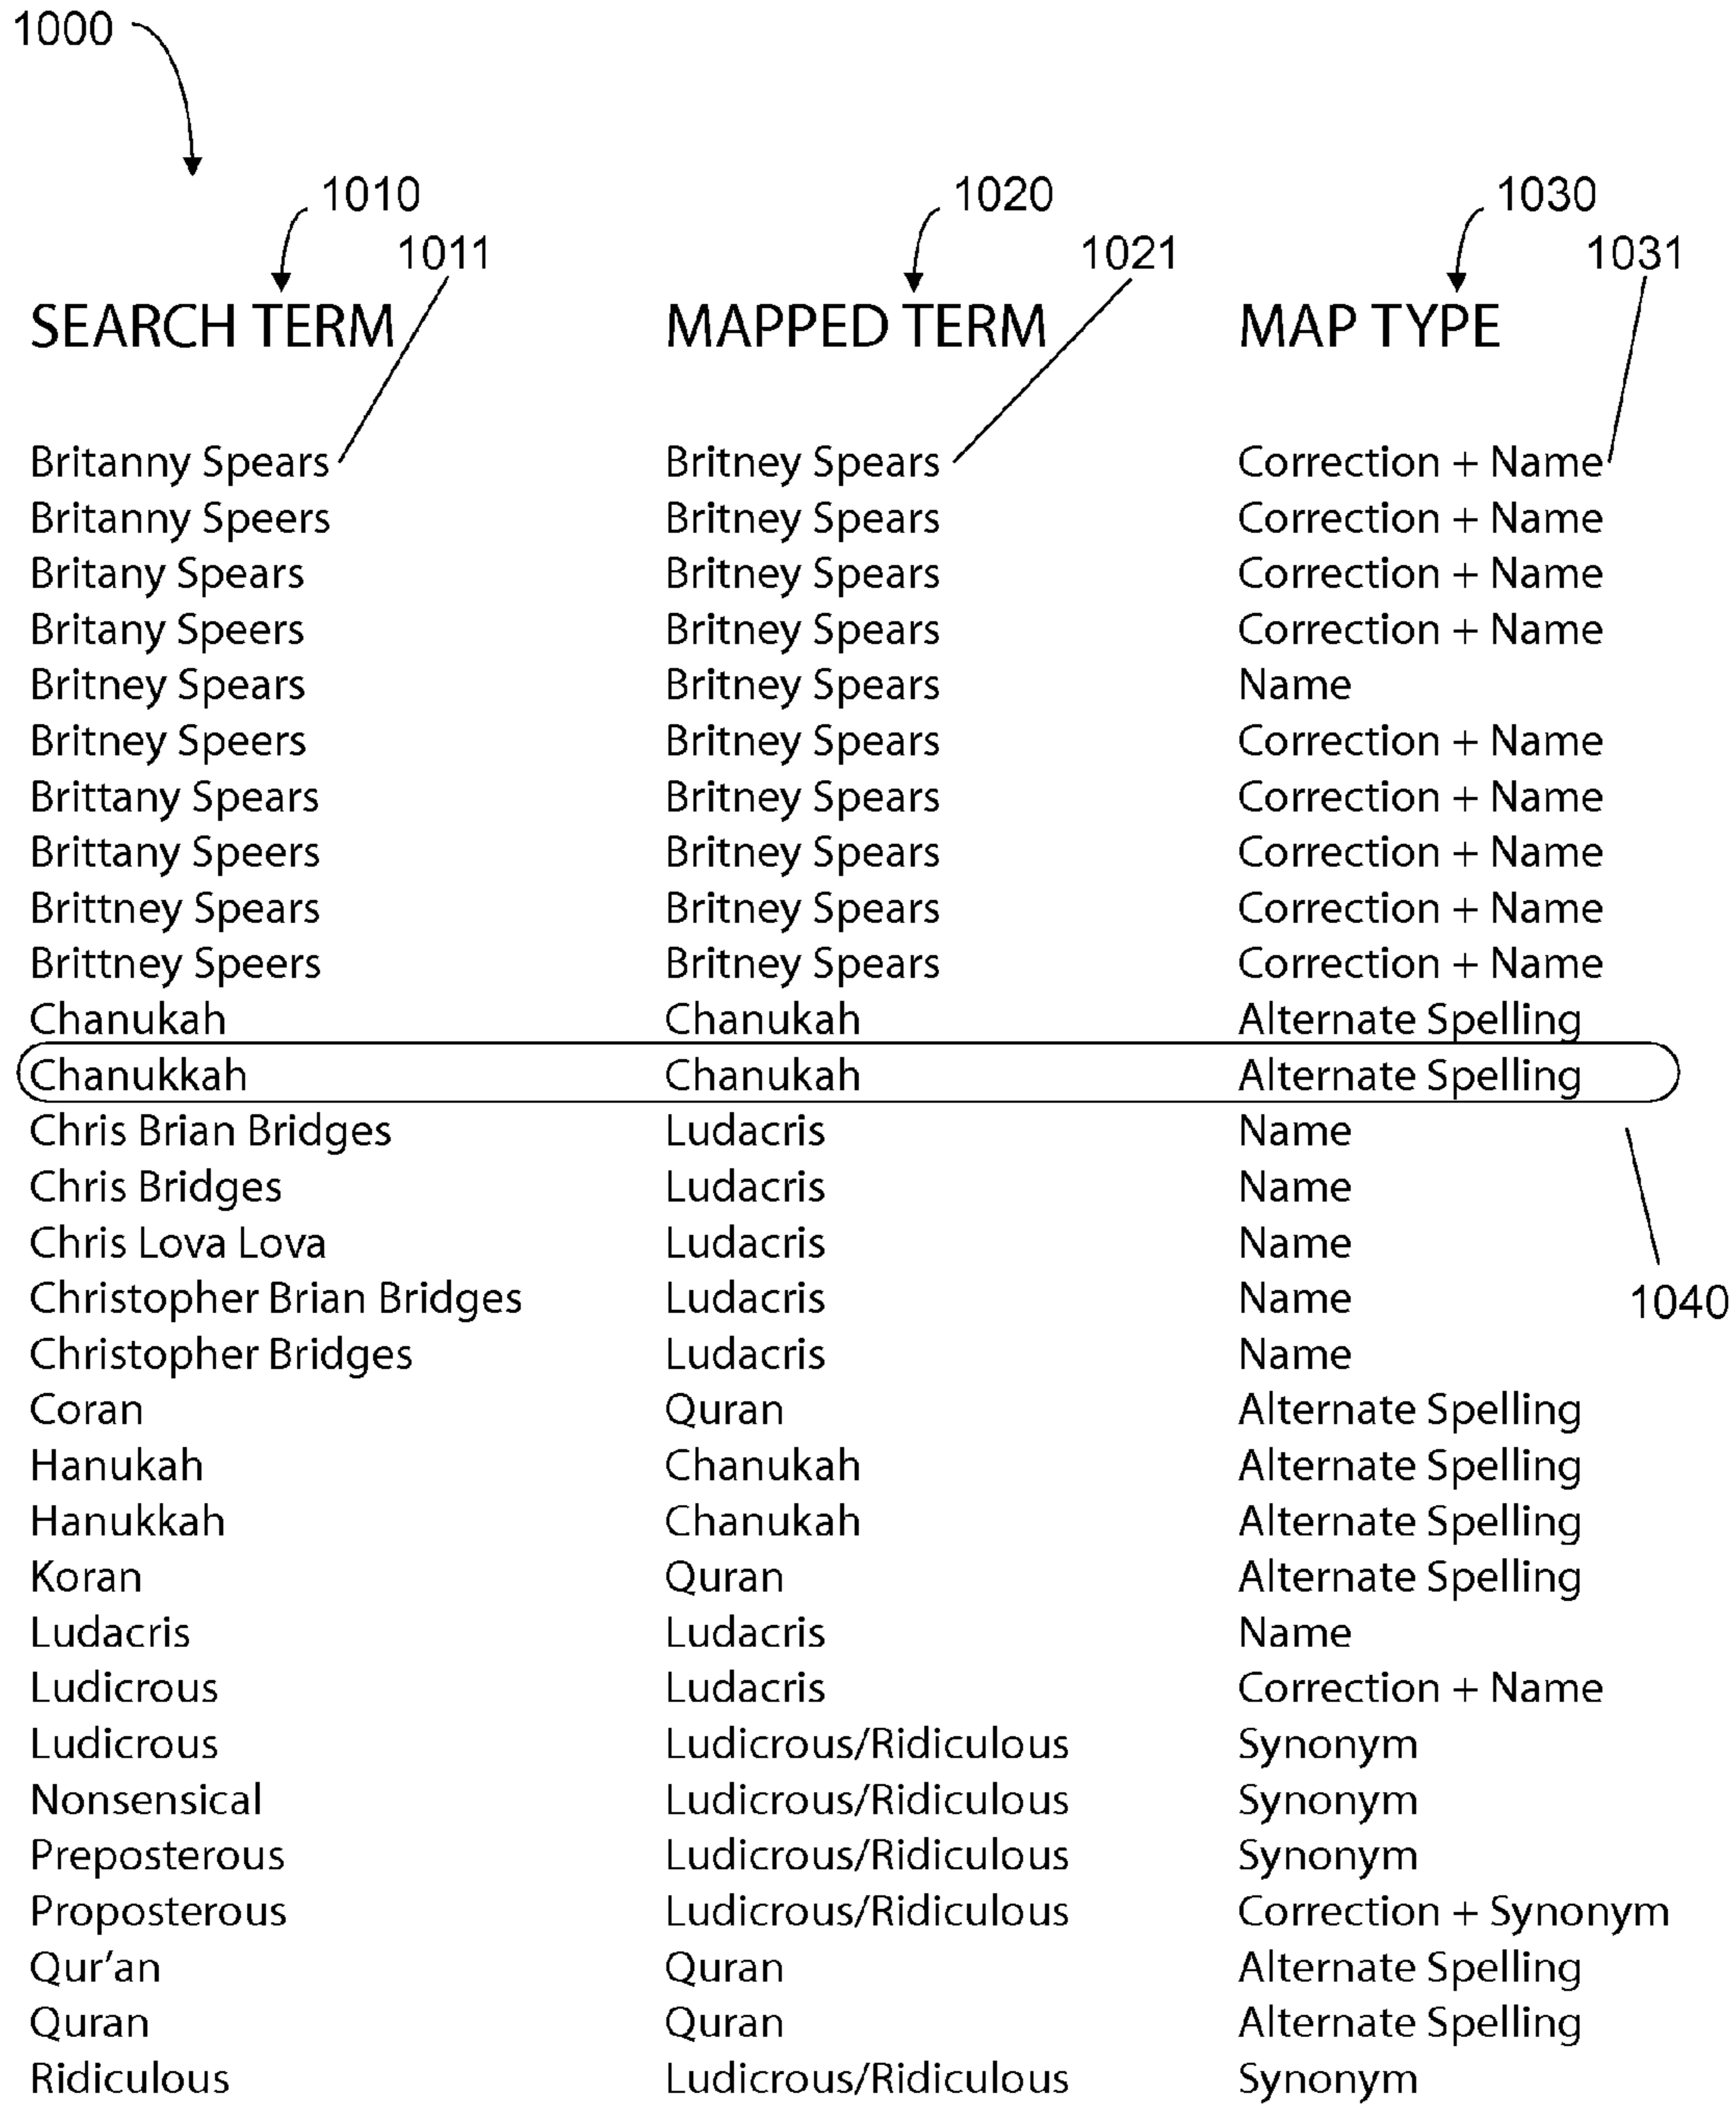 1000
1010 1020 1030
1011 1021 1031
SEARCH TERM MAPPED TERM MAP TYPE
Britanny Spears Britney Spears Correction + Name
Britanny Speers Britney Spears Correction + Name
Britany Spears Britney Spears Correction + Name
Britany Speers Britney Spears Correction + Name
Britney Spears Britney Spears Name
Britney Speers Britney Spears Correction + Name
Brittany Spears Britney Spears Correction + Name
Brittany Speers Britney Spears Correction + Name
Brittney Spears Britney Spears Correction + Name
Brittney Speers Britney Spears Correction + Name
Chanukah Chanukah Alternate Spelling
Chanukkah Chanukah Alternate Spelling
Chris Brian Bridges Ludacris Name
Chris Bridges Ludacris Name
Chris Lova Lova Ludacris Name
Christopher Brian Bridges Ludacris Name 1040
Christopher Bridges Ludacris Name
Coran Quran Alternate Spelling
Hanukah Chanukah Alternate Spelling
Hanukkah Chanukah Alternate Spelling
Koran Quran Alternate Spelling
Ludacris Ludacris Name
Ludicrous Ludacris Correction + Name
Ludicrous Ludicrous/Ridiculous Synonym
Nonsensical Ludicrous/Ridiculous Synonym
Preposterous Ludicrous/Ridiculous Synonym
Proposterous Ludicrous/Ridiculous Correction + Synonym
Qur’an Quran Alternate Spelling
Quran Quran Alternate Spelling
Ridiculous Ludicrous/Ridiculous Synonym